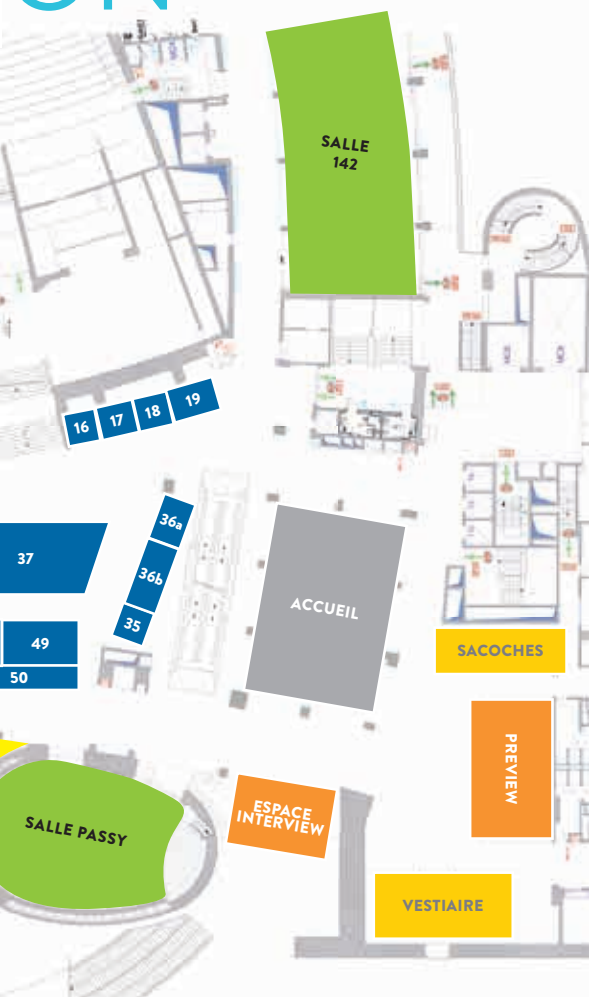 ON
SALLE
142
16
17
18
19
36a
36b
35
37
49
50
ACCUEIL
SACOCHES
PREVIEW
ESPACE
INTERVIEW
SALLE PASSY
VESTIAIRE